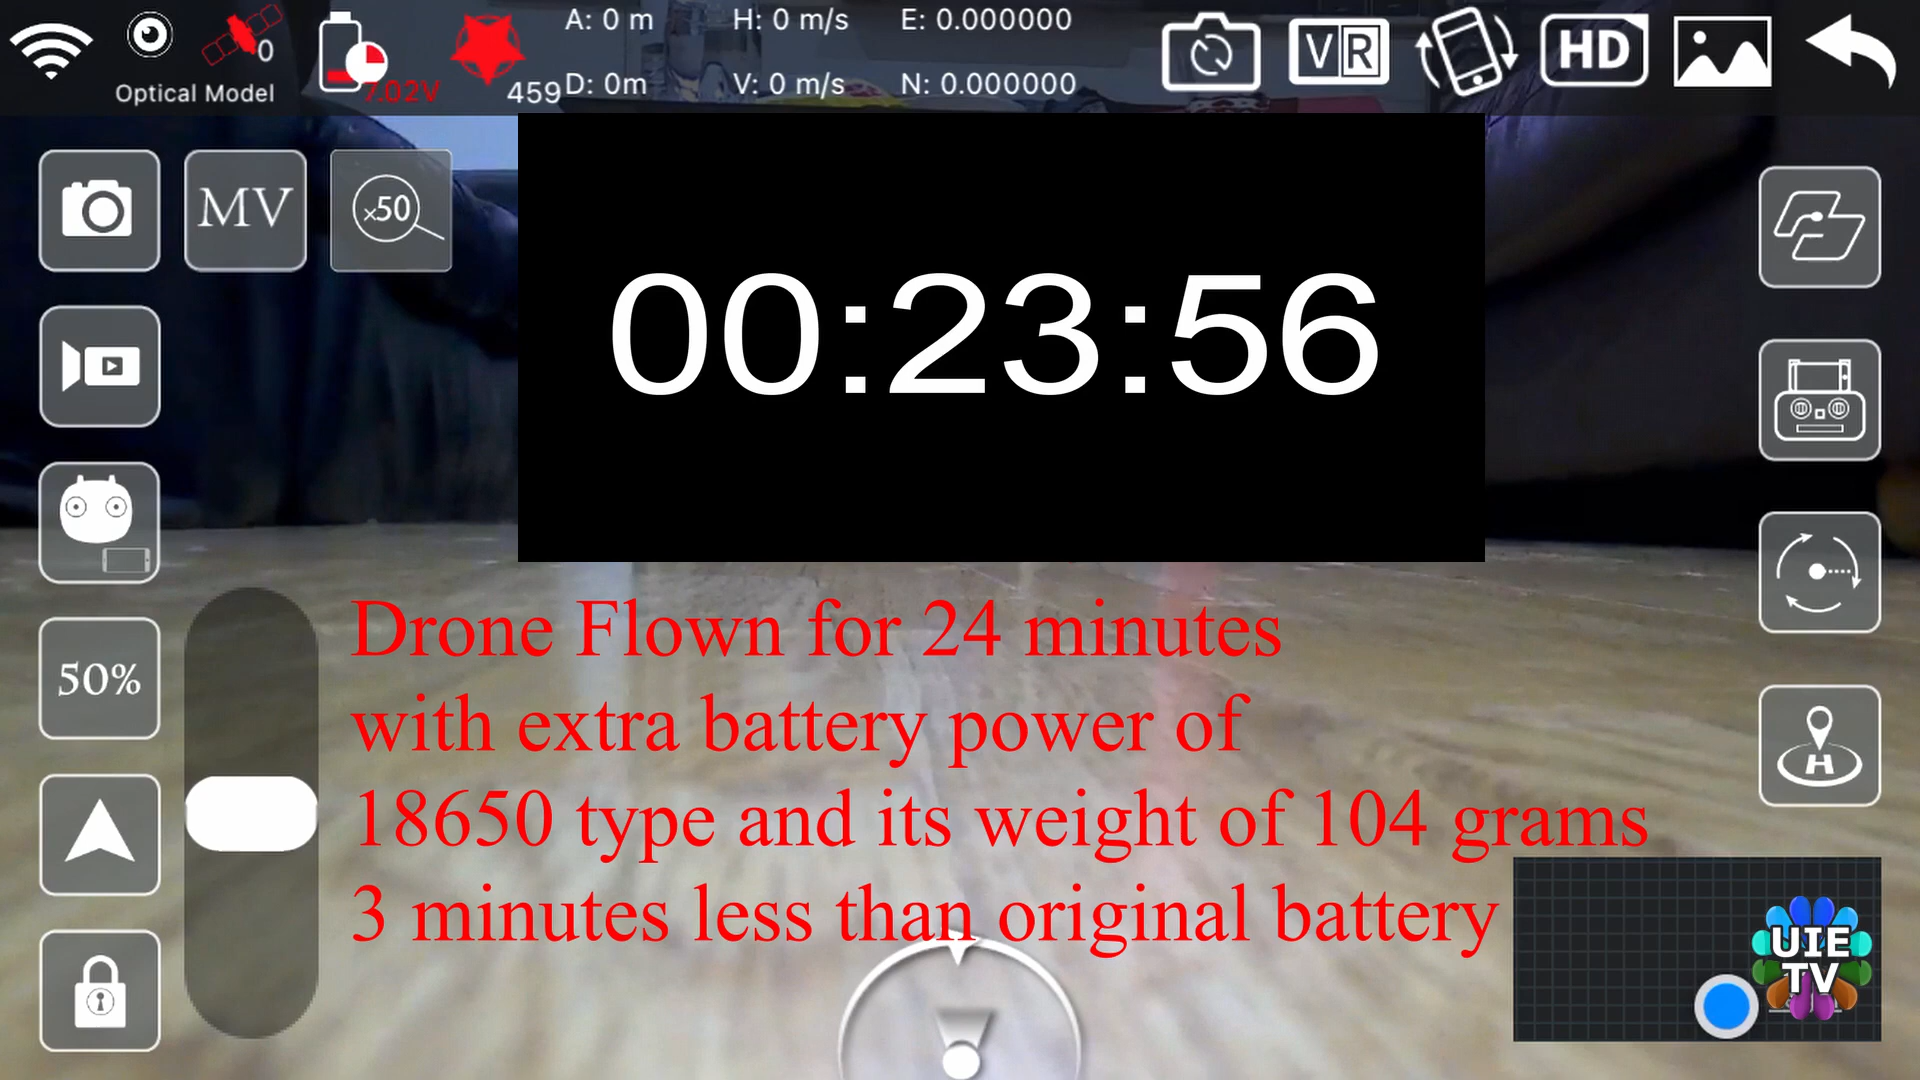 A: 0 m
H: 0 m/s
E: 0.000000
0
Optical Model
7.02V
459
D: 0m
V: 0 m/s
N: 0.000000
VR
HD
MV
x50
00:23:56
50%
Drone Flown for 24 minutes
with extra battery power of
18650 type and its weight of 104 grams
3 minutes less than original battery
H
UIE
TV